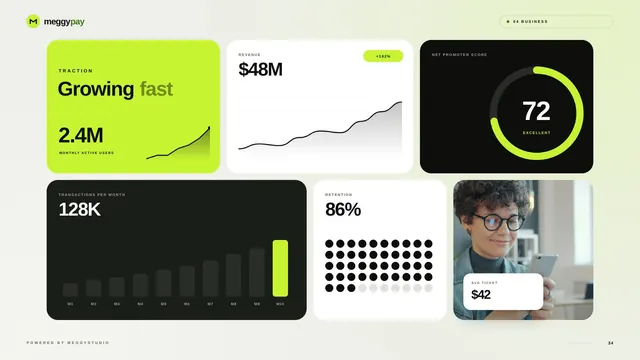 meggypay
04 BUSINESS
TRACTION
Growing fast
2.4M
MONTHLY ACTIVE USERS
REVENUE
$48M
+182%
NET PROMOTER SCORE
72
EXCELLENT
TRANSACTIONS PER MONTH
128K
M1 M2 M3 M4 M5 M6 M7 M8 M9 M10
RETENTION
86%
AVG TICKET
$42
POWERED BY MEGGYSTUDIO
34